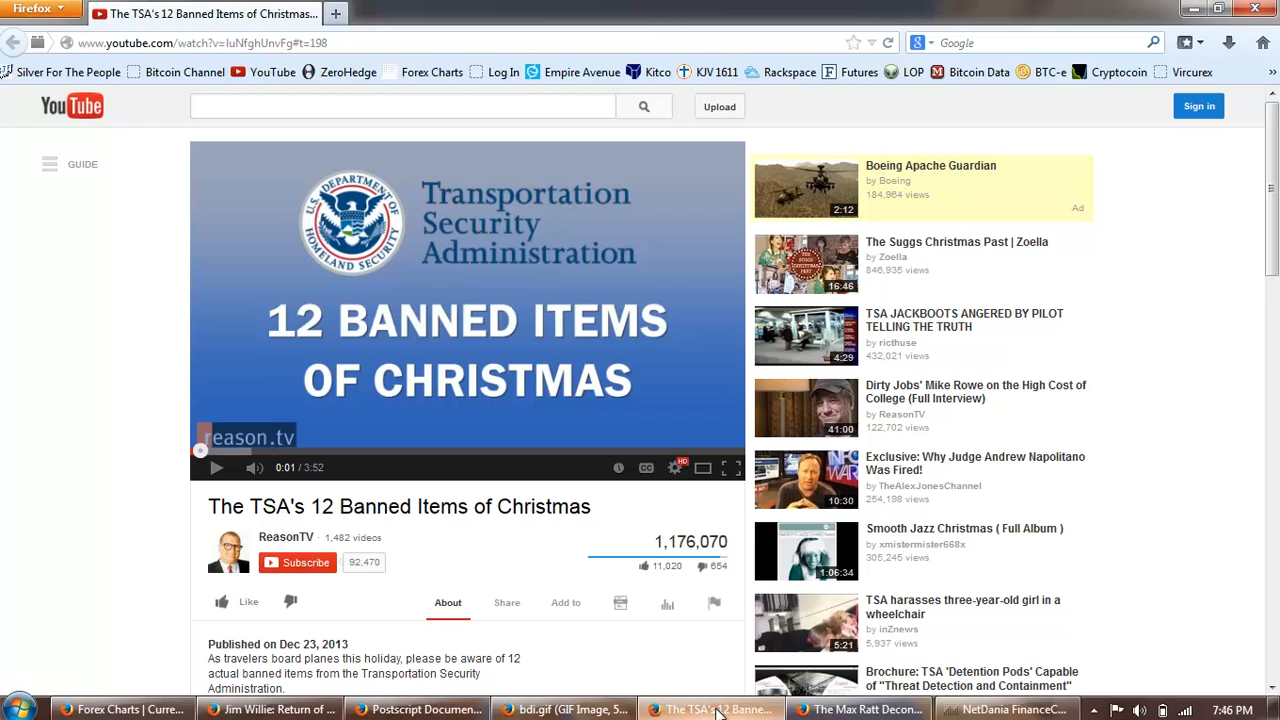 Firefox
The TSA's 12 Banned Items of Christmas...
www.youtube.com/watch?v=IuNfghUnvFg#t=198
Google
Silver For The People
Bitcoin Channel
YouTube
ZeroHedge
Forex Charts
Log In
Empire Avenue
Kitco
KJV 1611
Rackspace
Futures
LOP
Bitcoin Data
BTC-e
Cryptocoin
Vircurex
YouTube
Upload
Sign in
GUIDE
U.S. DEPARTMENT OF HOMELAND SECURITY
Transportation
Security
Administration
12 BANNED ITEMS
OF CHRISTMAS
reason.tv
0:01 / 3:52
HD
The TSA's 12 Banned Items of Christmas
ReasonTV · 1,482 videos
Subscribe 92,470
1,176,070
11,020 654
Like
About
Share
Add to
Published on Dec 23, 2013
As travelers board planes this holiday, please be aware of 12
actual banned items from the Transportation Security
Administration.
Boeing Apache Guardian
by Boeing
184,964 views
Ad
2:12
The Suggs Christmas Past | Zoella
by Zoella
846,935 views
16:46
TSA JACKBOOTS ANGERED BY PILOT
TELLING THE TRUTH
by ricthuse
432,021 views
4:29
Dirty Jobs' Mike Rowe on the High Cost of
College (Full Interview)
by ReasonTV
122,702 views
41:00
Exclusive: Why Judge Andrew Napolitano
Was Fired!
by TheAlexJonesChannel
254,198 views
10:30
Smooth Jazz Christmas ( Full Album )
by xmistermister668x
305,245 views
1:06:34
TSA harasses three-year-old girl in a
wheelchair
by inZnews
5,937 views
5:21
Brochure: TSA 'Detention Pods' Capable
of "Threat Detection and Containment"
Forex Charts | Curre...
Jim Willie: Return of ...
Postscript Documen...
bdi.gif (GIF Image, 5...
The TSA's 12 Banne...
The Max Ratt Decon...
NetDania FinanceC...
7:46 PM